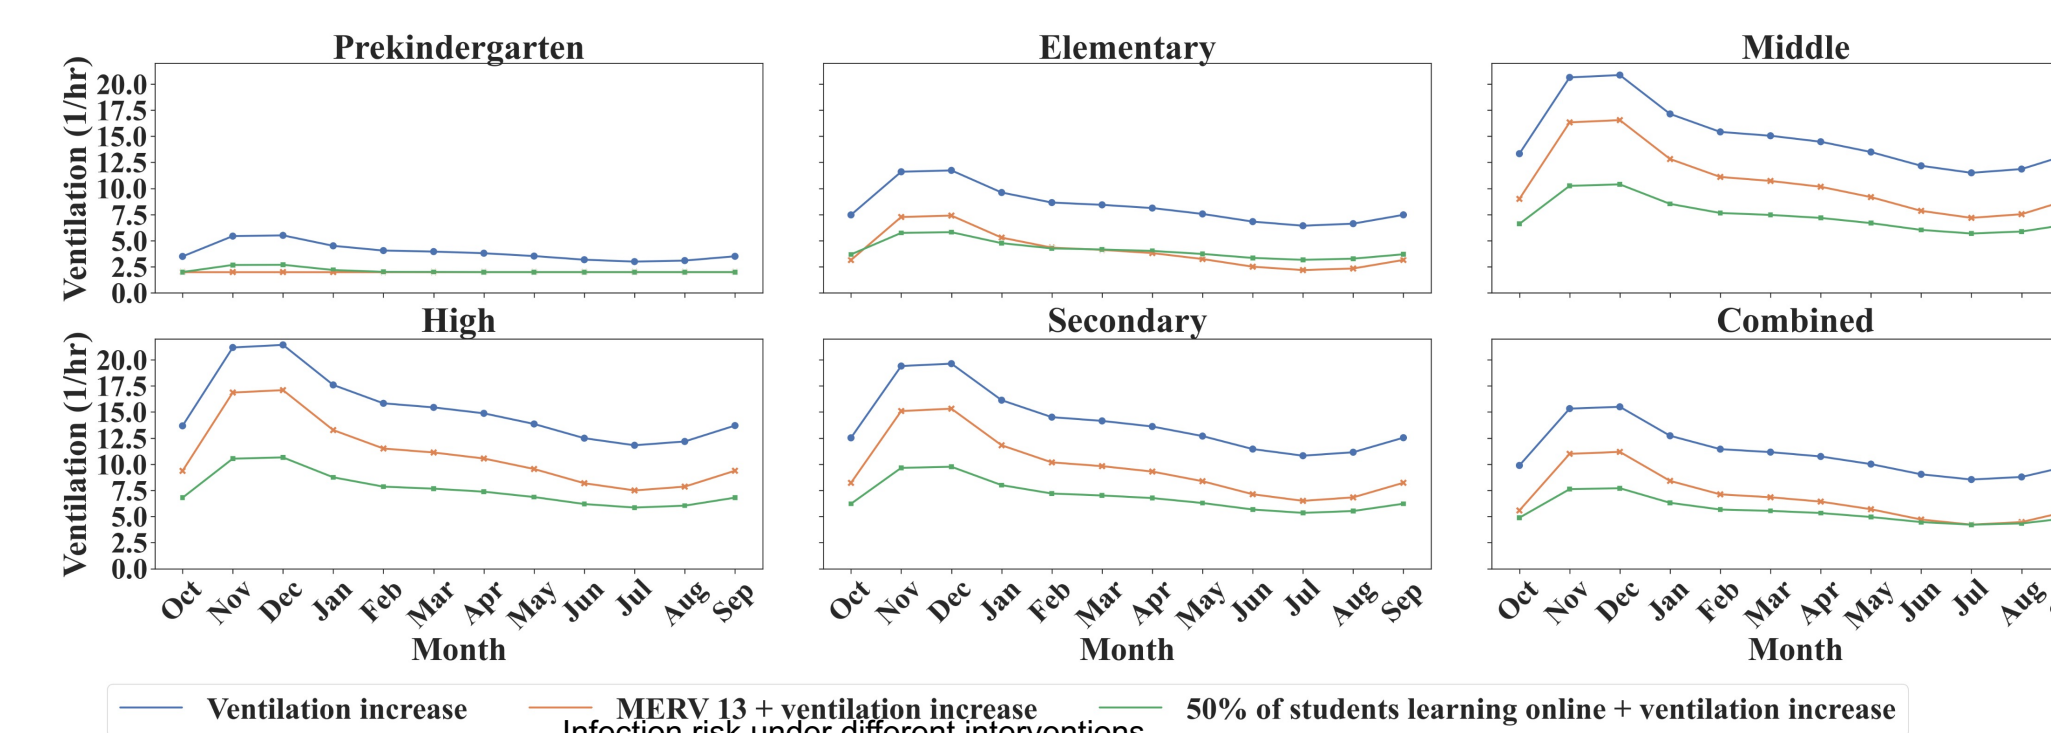 Prekindergarten Elementary Middle
Ventilation (1/hr)
20.0
17.5
15.0
12.5
10.0
7.5
5.0
2.5
0.0
High Secondary Combined
Ventilation (1/hr)
20.0
17.5
15.0
12.5
10.0
7.5
5.0
2.5
0.0
Oct Nov Dec Jan Feb Mar Apr May Jun Jul Aug Sep
Oct Nov Dec Jan Feb Mar Apr May Jun Jul Aug Sep
Oct Nov Dec Jan Feb Mar Apr May Jun Jul Aug
Month Month Month
Ventilation increase MERV 13 + ventilation increase 50% of students learning online + ventilation increase
Infection risk under different interventions